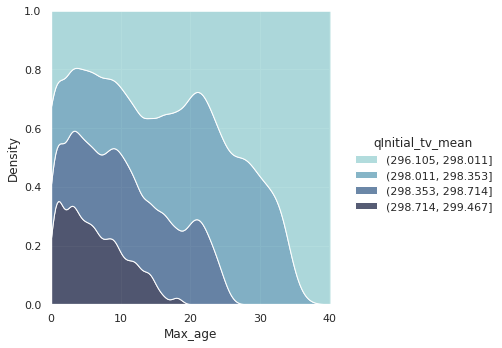 1.0
0.8
0.6
0.4
0.2
0.0
Density
0 10 20 30 40
Max_age
qInitial_tv_mean
(296.105, 298.011]
(298.011, 298.353]
(298.353, 298.714]
(298.714, 299.467]